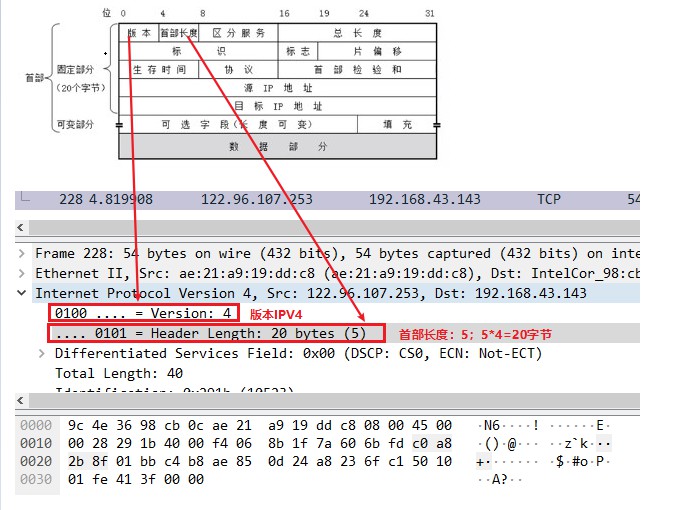 位 0 4 8 16 19 24 31
版 本 首部长度 区 分 服 务 总 长 度
标 识 标 志 片 偏 移
生 存 时 间 协 议 首 部 检 验 和
源 IP 地 址
目 标 IP 地 址
可 选 字 段 (长 度 可 变) 填 充
数 据 部 分
首部
固定部分
(20个字节)
可变部分
228 4.819908 122.96.107.253 192.168.43.143 TCP 54
Frame 228: 54 bytes on wire (432 bits), 54 bytes captured (432 bits) on inte
Ethernet II, Src: ae:21:a9:19:dd:c8 (ae:21:a9:19:dd:c8), Dst: IntelCor_98:cb
Internet Protocol Version 4, Src: 122.96.107.253, Dst: 192.168.43.143
0100 .... = Version: 4 版本IPV4
.... 0101 = Header Length: 20 bytes (5) 首部长度：5；5*4=20字节
Differentiated Services Field: 0x00 (DSCP: CS0, ECN: Not-ECT)
Total Length: 40
Identification: 0x291b (10523)
0000 9c 4e 36 98 cb 0c ae 21 a9 19 dd c8 08 00 45 00 ·N6····! ······E·
0010 00 28 29 1b 40 00 f4 06 8b 1f 7a 60 6b fd c0 a8 ·()·@··· ··z`k···
0020 2b 8f 01 bb c4 b8 ae 85 0d 24 a8 23 6f c1 50 10 +······· ·$·#o·P·
0030 01 fe 41 3f 00 00 ··A?··